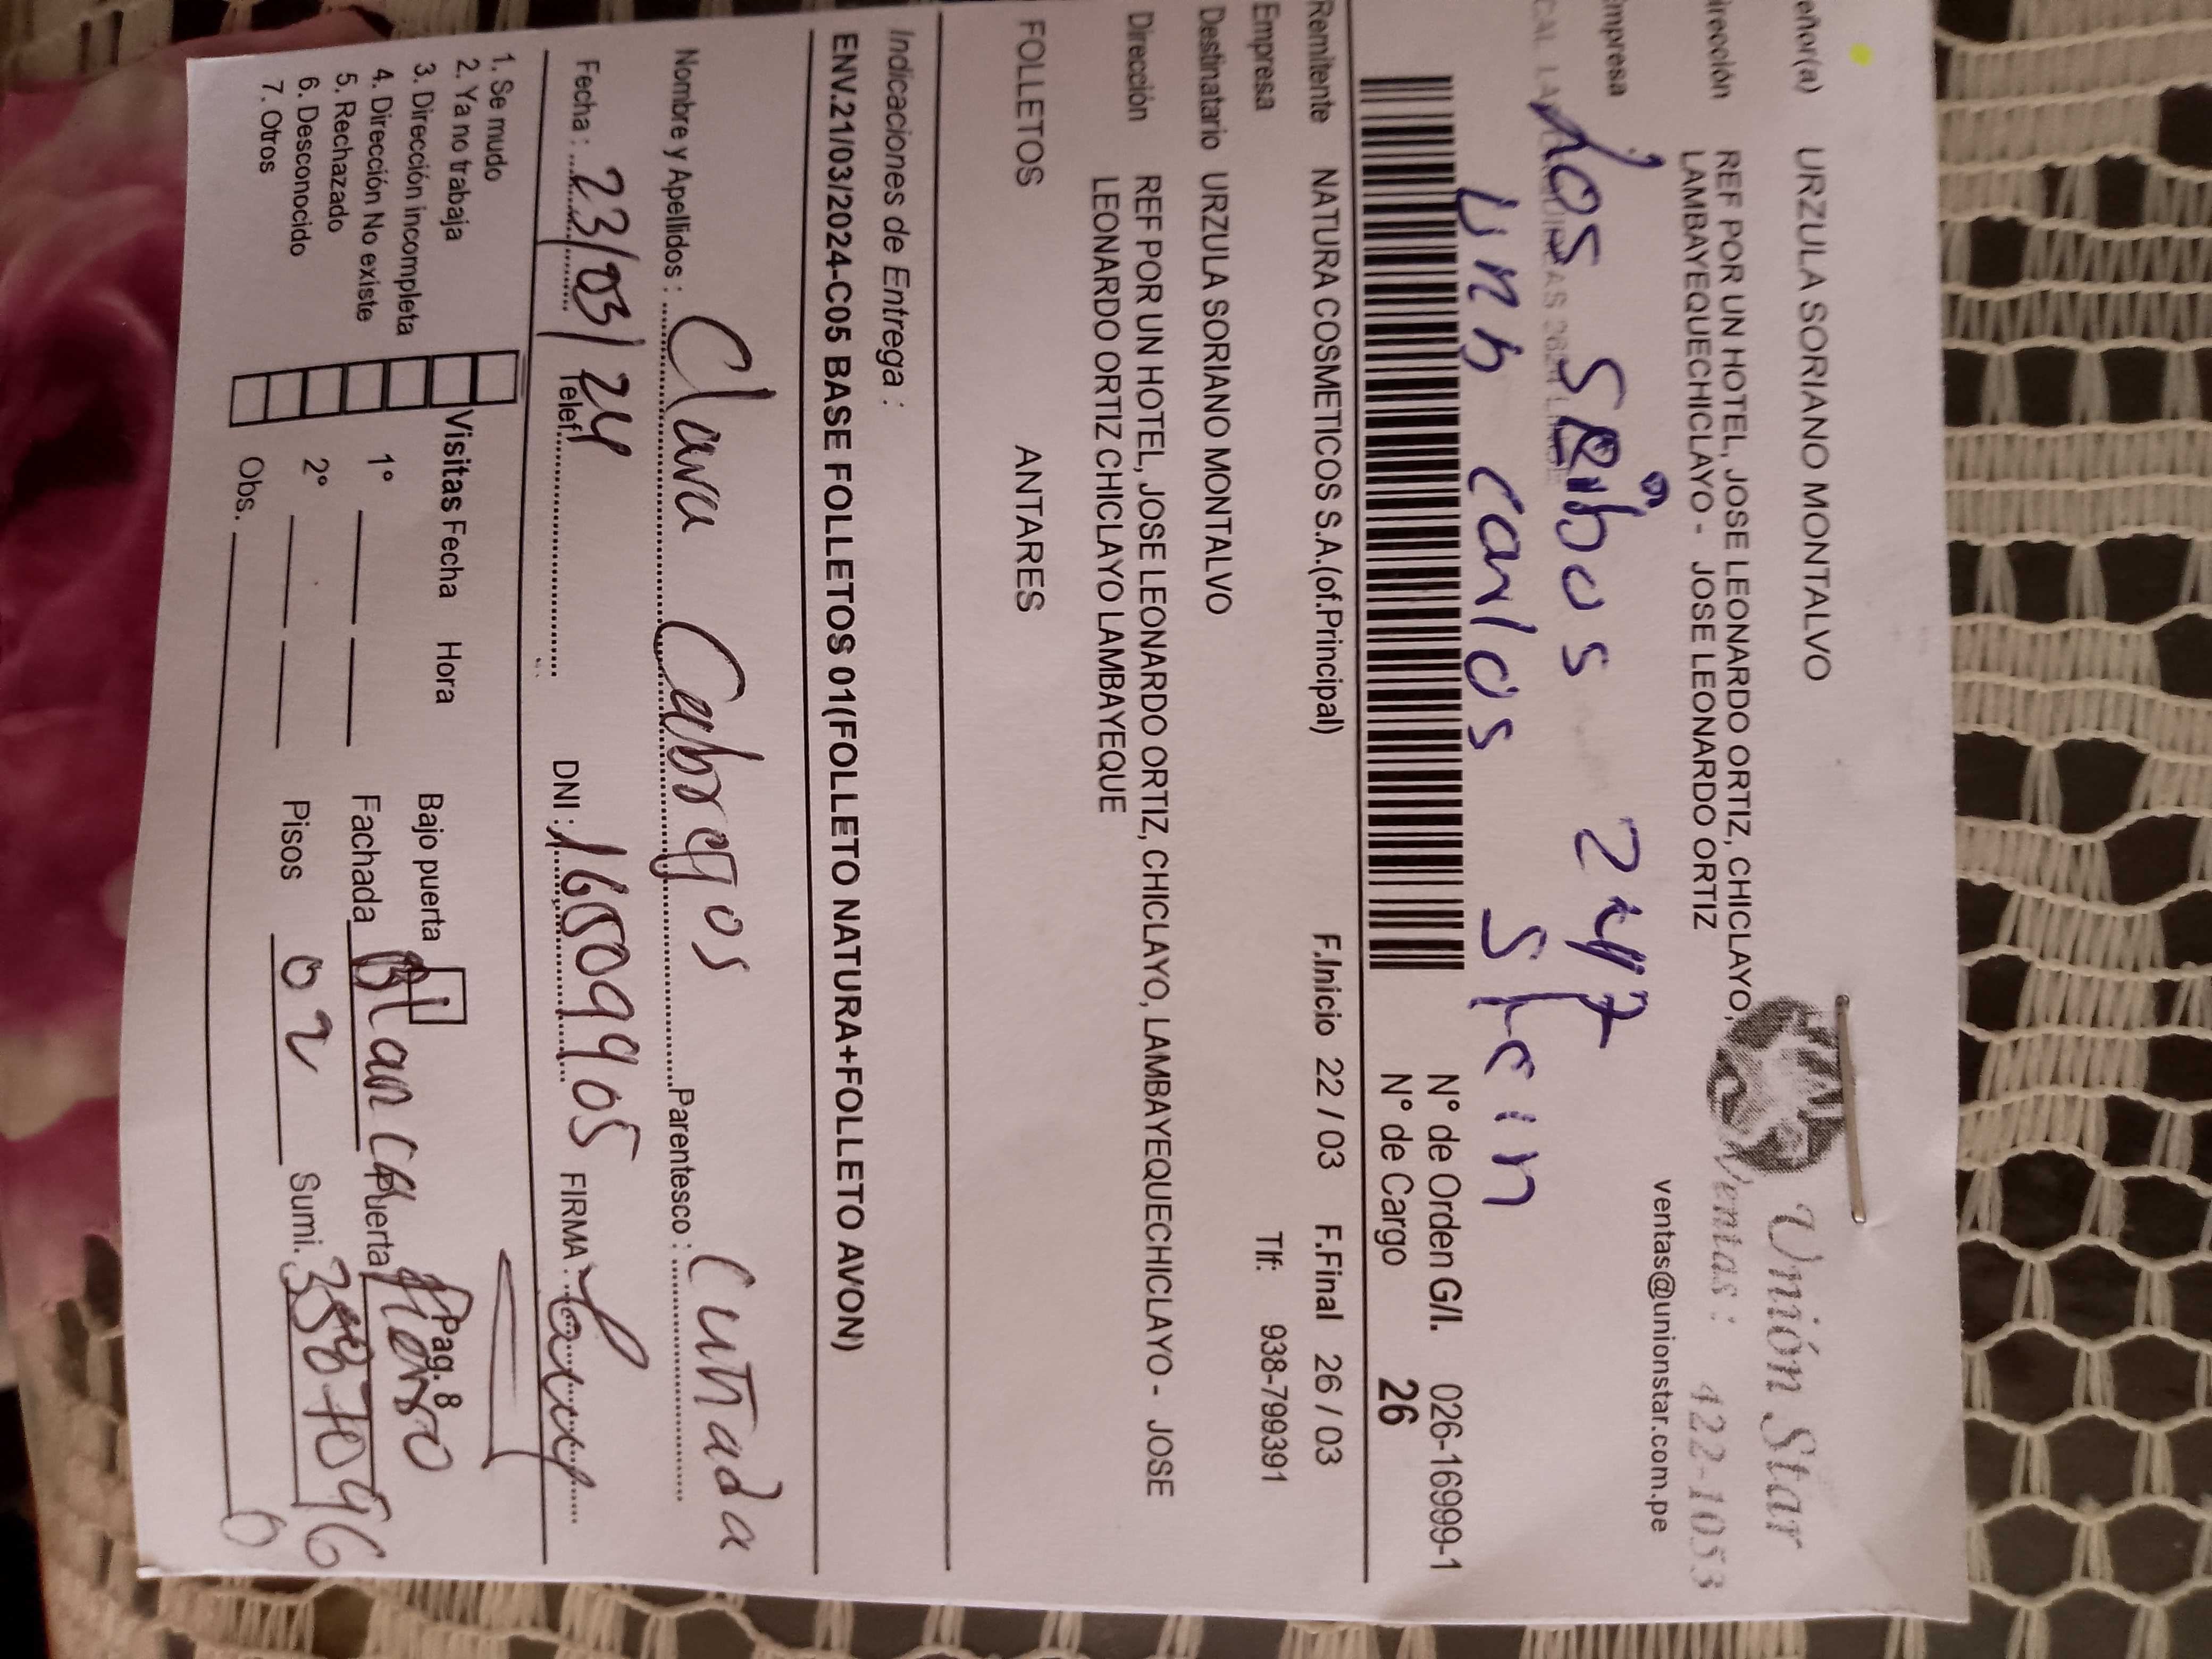 Unión Star
Ventas : 422-1053
ventas@unionstar.com.pe
eñor(a) URZULA SORIANO MONTALVO
irección REF POR UN HOTEL, JOSE LEONARDO ORTIZ, CHICLAYO,
LAMBAYEQUECHICLAYO - JOSE LEONARDO ORTIZ
mpresa
Los 247
Urb Carlos Stein
N° de Orden G/I. 026-16999-1
N° de Cargo 26
Remitente NATURA COSMETICOS S.A.(of.Principal) F.Inicio 22 / 03 F.Final 26 / 03
Empresa Tlf: 938-799391
Destinatario URZULA SORIANO MONTALVO
Dirección REF POR UN HOTEL, JOSE LEONARDO ORTIZ, CHICLAYO, LAMBAYEQUECHICLAYO - JOSE
LEONARDO ORTIZ CHICLAYO LAMBAYEQUE
FOLLETOS ANTARES
Indicaciones de Entrega :
ENV.21/03/2024-C05 BASE FOLLETOS 01(FOLLETO NATURA+FOLLETO AVON)
Nombre y Apellidos : Clara Cabregos Parentesco : Cuñada
Fecha : 23/03/24 Telef. DNI : 16509905 FIRMA :
1. Se mudo
2. Ya no trabaja
3. Dirección incompleta
4. Dirección No existe
5. Rechazado
6. Desconocido
7. Otros
Visitas Fecha Hora
1°
2°
Obs.
Bajo puerta Pag. 8
Fachada Blanca Puerta Fierro
Pisos 02 Sumi.